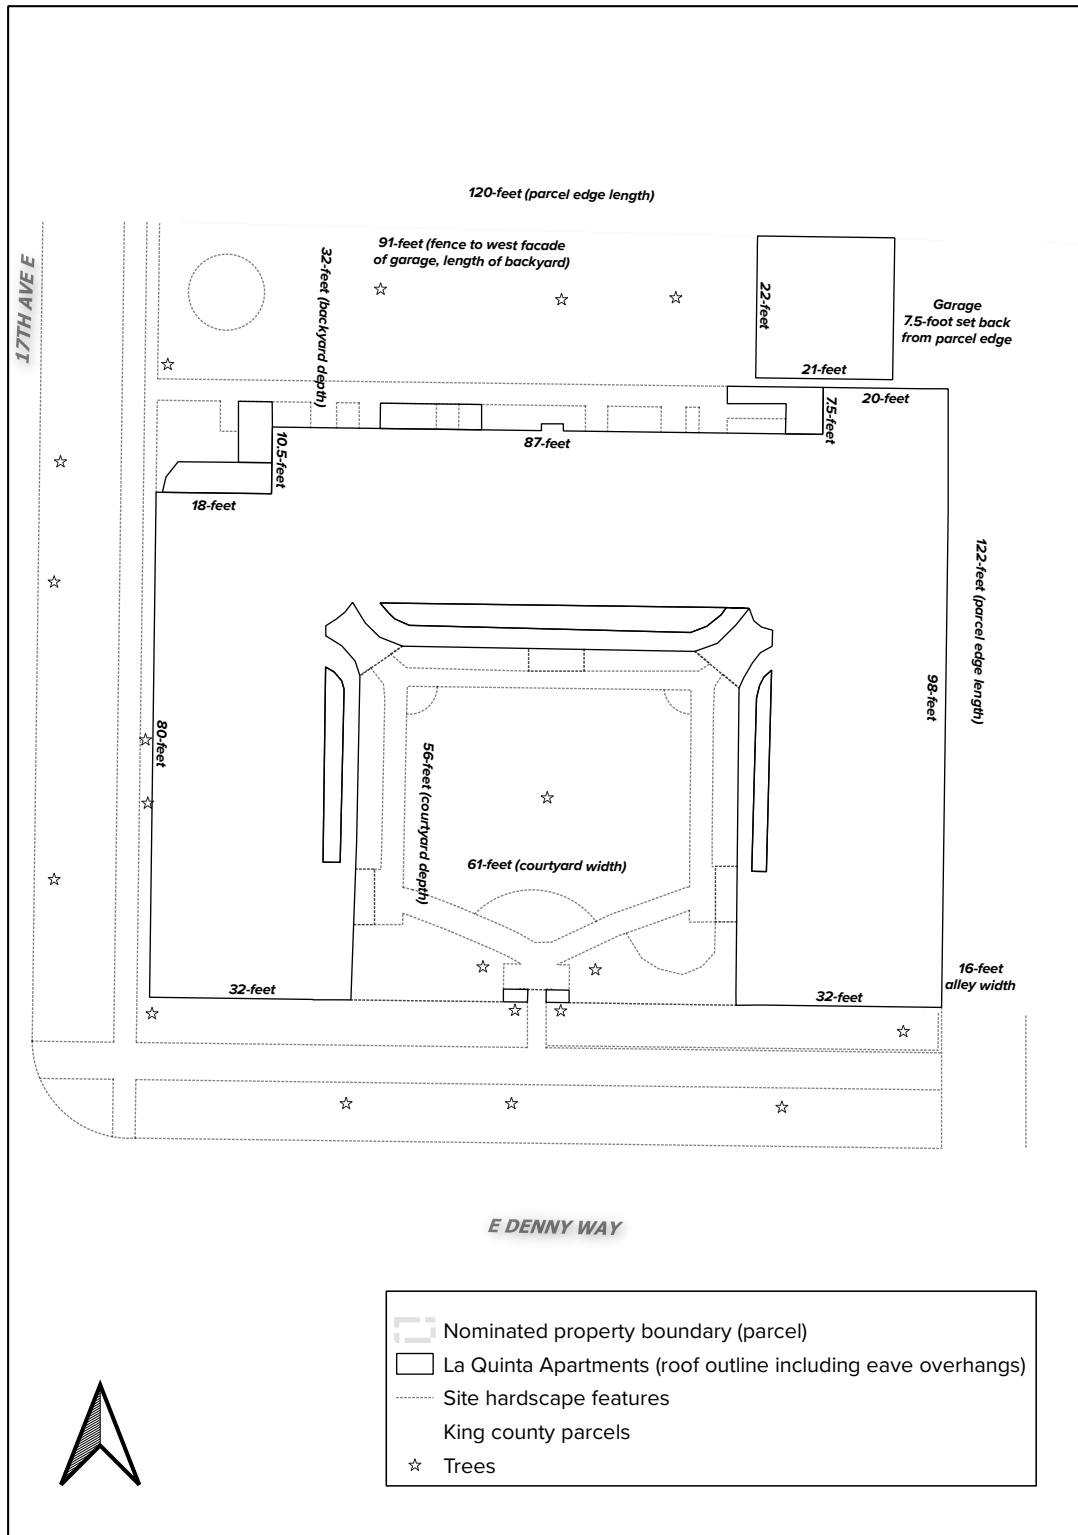 120-feet (parcel edge length)
91-feet (fence to west facade
of garage, length of backyard)
32-feet (backyard depth)
17TH AVE E
22-feet
Garage
7.5-foot set back
from parcel edge
21-feet
20-feet
7.5-feet
87-feet
10.5-feet
18-feet
122-feet (parcel edge length)
98-feet
80-feet
56-feet (courtyard depth)
61-feet (courtyard width)
16-feet
alley width
32-feet
32-feet
E DENNY WAY
Nominated property boundary (parcel)
La Quinta Apartments (roof outline including eave overhangs)
Site hardscape features
King county parcels
Trees